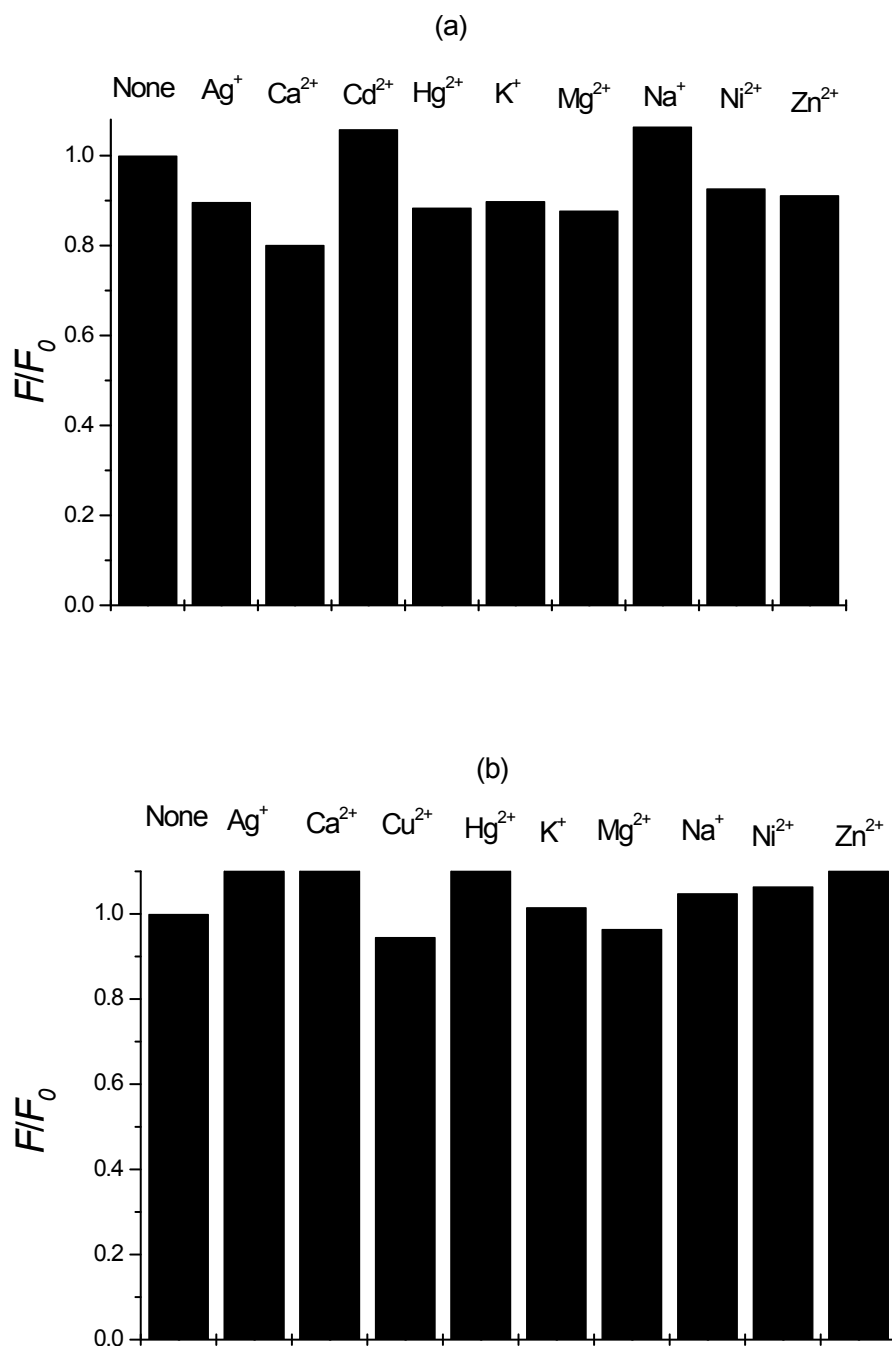 (a)
None Ag⁺ Ca²⁺ Cd²⁺ Hg²⁺ K⁺ Mg²⁺ Na⁺ Ni²⁺ Zn²⁺
1.0
0.8
0.6
0.4
0.2
0.0
F/F₀
(b)
None Ag⁺ Ca²⁺ Cu²⁺ Hg²⁺ K⁺ Mg²⁺ Na⁺ Ni²⁺ Zn²⁺
1.0
0.8
0.6
0.4
0.2
0.0
F/F₀